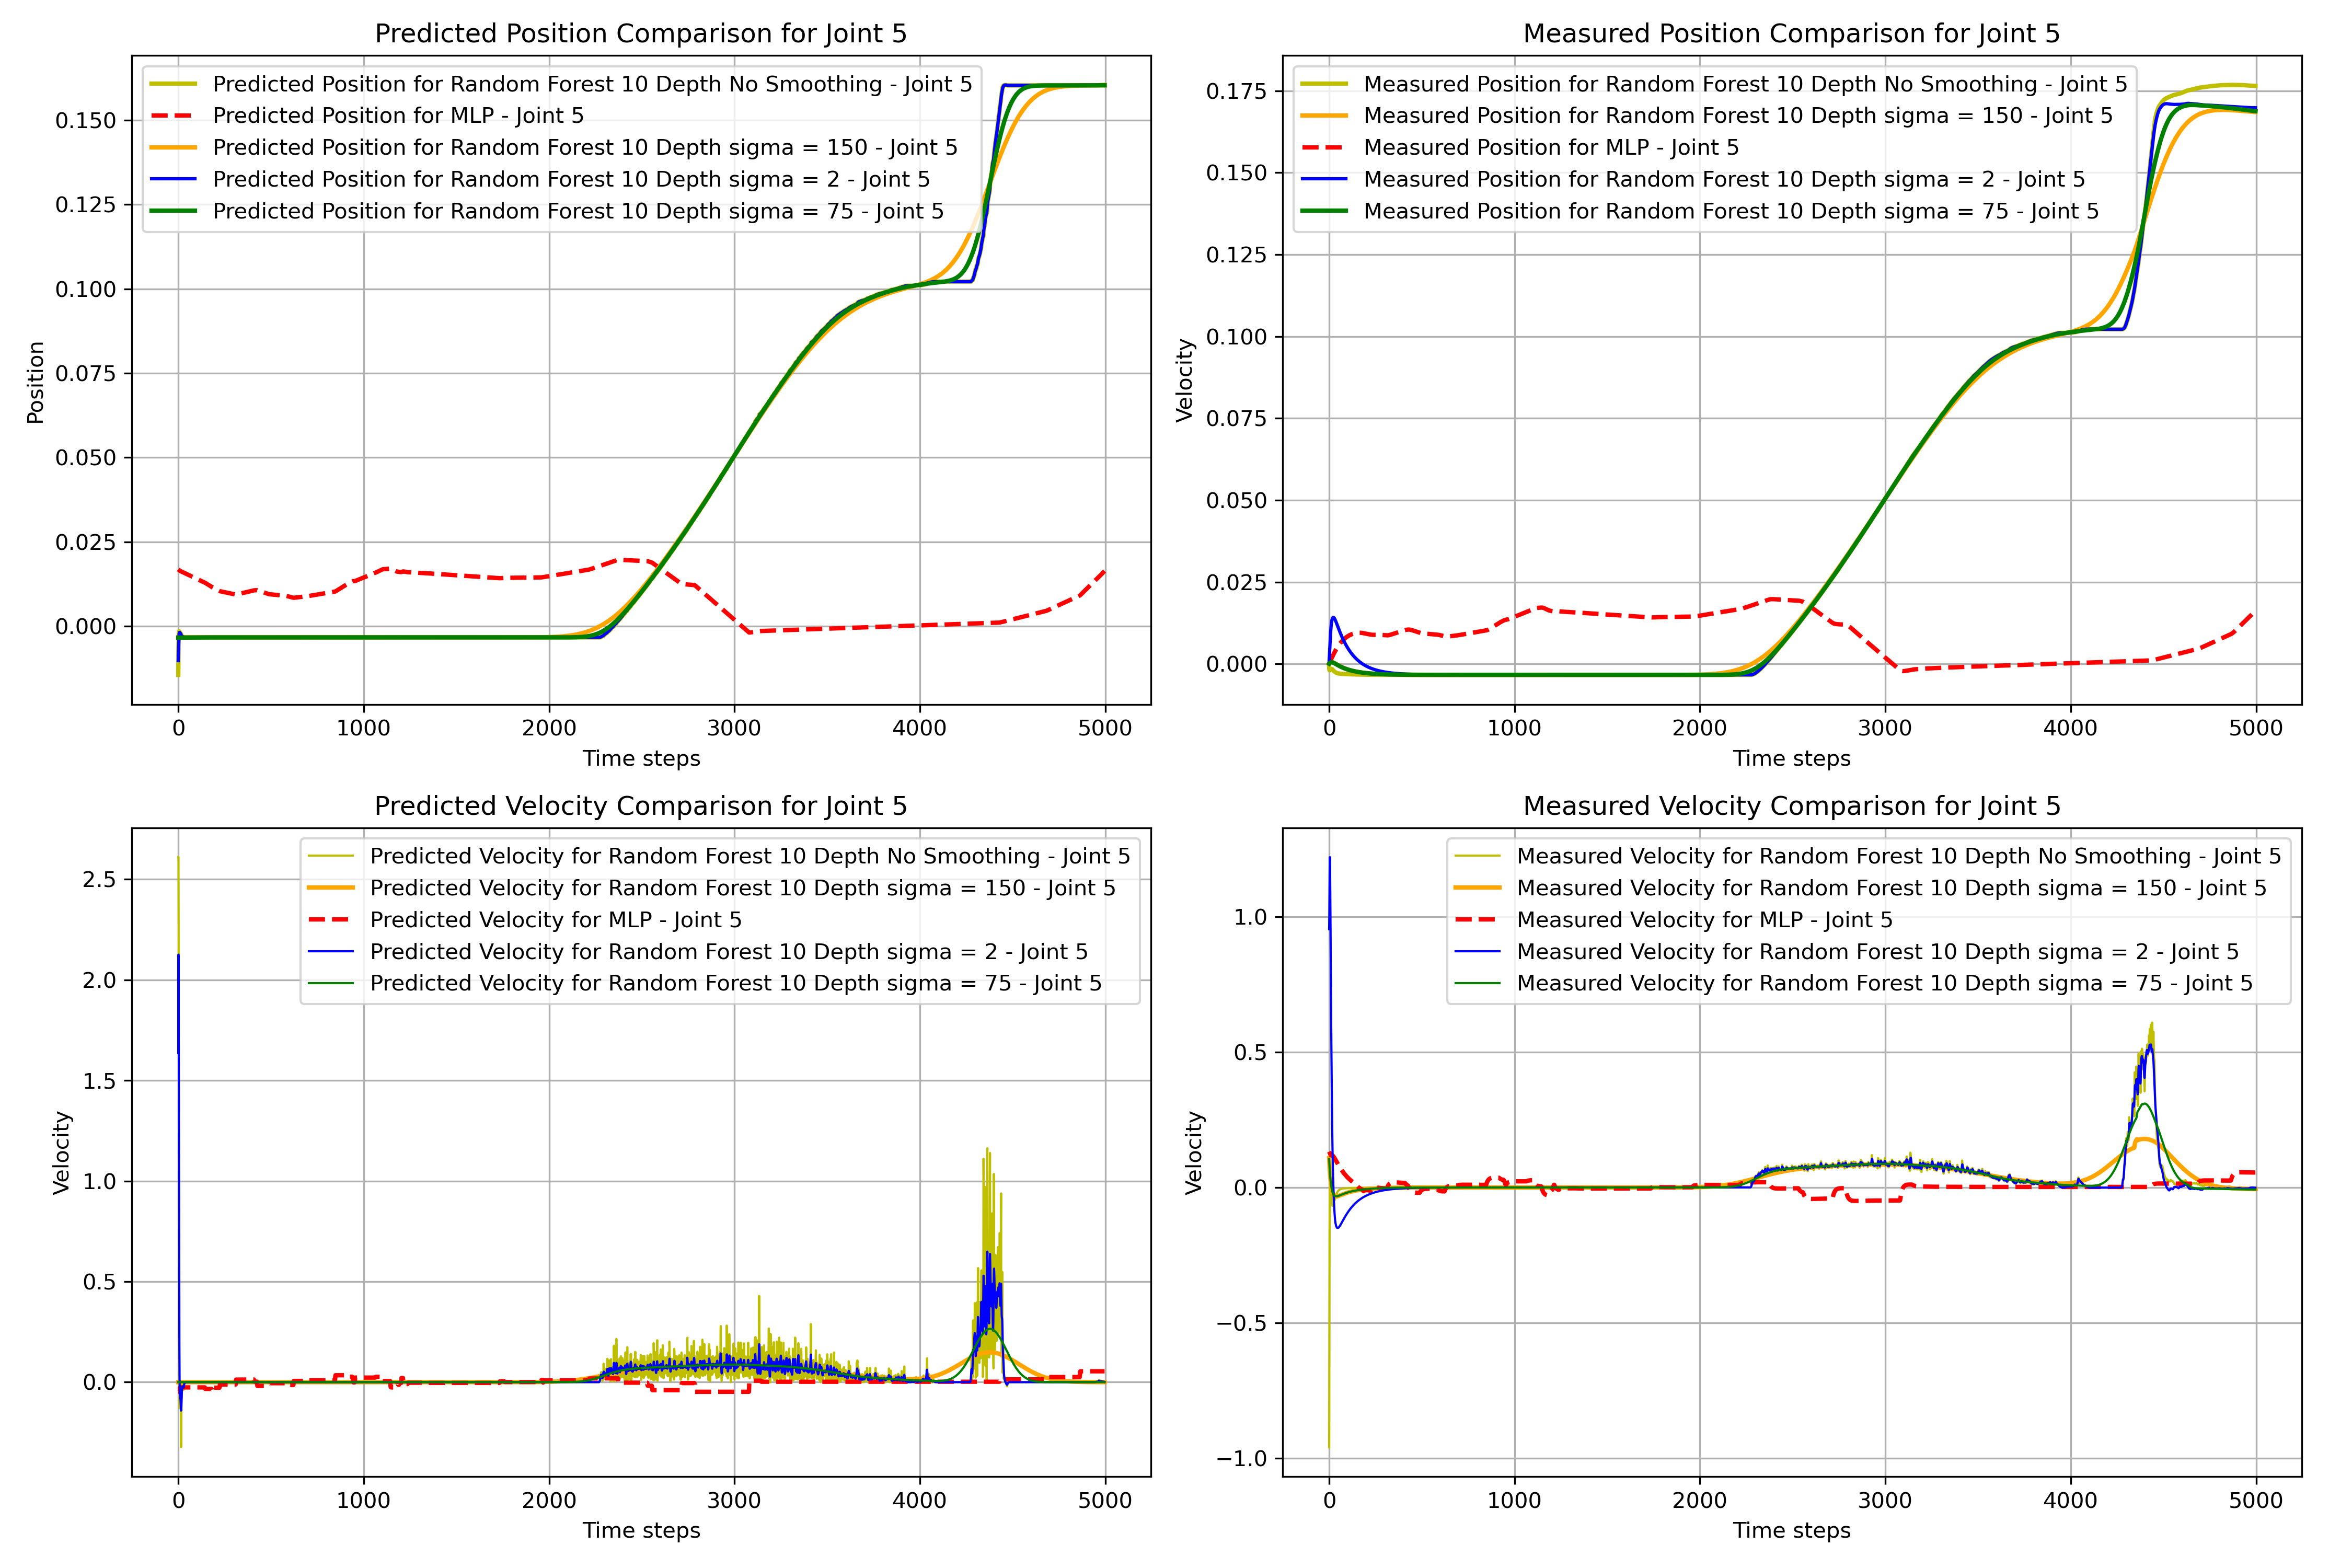 Predicted Position Comparison for Joint 5
Predicted Position for Random Forest 10 Depth No Smoothing - Joint 5
Predicted Position for MLP - Joint 5
Predicted Position for Random Forest 10 Depth sigma = 150 - Joint 5
Predicted Position for Random Forest 10 Depth sigma = 2 - Joint 5
Predicted Position for Random Forest 10 Depth sigma = 75 - Joint 5
Position
0.150
0.125
0.100
0.075
0.050
0.025
0.000
0 1000 2000 3000 4000 5000
Time steps
Measured Position Comparison for Joint 5
Measured Position for Random Forest 10 Depth No Smoothing - Joint 5
Measured Position for Random Forest 10 Depth sigma = 150 - Joint 5
Measured Position for MLP - Joint 5
Measured Position for Random Forest 10 Depth sigma = 2 - Joint 5
Measured Position for Random Forest 10 Depth sigma = 75 - Joint 5
Velocity
0.175
0.150
0.125
0.100
0.075
0.050
0.025
0.000
0 1000 2000 3000 4000 5000
Time steps
Predicted Velocity Comparison for Joint 5
Predicted Velocity for Random Forest 10 Depth No Smoothing - Joint 5
Predicted Velocity for Random Forest 10 Depth sigma = 150 - Joint 5
Predicted Velocity for MLP - Joint 5
Predicted Velocity for Random Forest 10 Depth sigma = 2 - Joint 5
Predicted Velocity for Random Forest 10 Depth sigma = 75 - Joint 5
Velocity
2.5
2.0
1.5
1.0
0.5
0.0
0 1000 2000 3000 4000 5000
Time steps
Measured Velocity Comparison for Joint 5
Measured Velocity for Random Forest 10 Depth No Smoothing - Joint 5
Measured Velocity for Random Forest 10 Depth sigma = 150 - Joint 5
Measured Velocity for MLP - Joint 5
Measured Velocity for Random Forest 10 Depth sigma = 2 - Joint 5
Measured Velocity for Random Forest 10 Depth sigma = 75 - Joint 5
Velocity
1.0
0.5
0.0
−0.5
−1.0
0 1000 2000 3000 4000 5000
Time steps